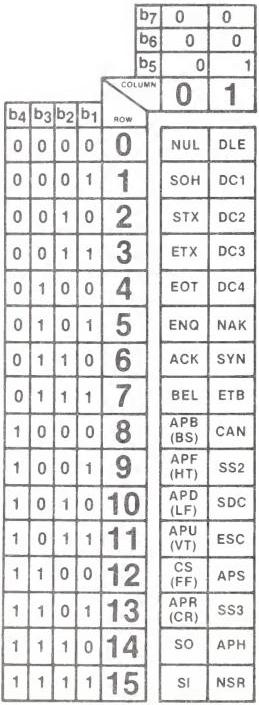 b7 0 0
b6 0 0
b5 0 1
COLUMN 0 1
b4 b3 b2 b1 ROW
0 0 0 0 0 NUL DLE
0 0 0 1 1 SOH DC1
0 0 1 0 2 STX DC2
0 0 1 1 3 ETX DC3
0 1 0 0 4 EOT DC4
0 1 0 1 5 ENQ NAK
0 1 1 0 6 ACK SYN
0 1 1 1 7 BEL ETB
1 0 0 0 8 APB (BS) CAN
1 0 0 1 9 APF (HT) SS2
1 0 1 0 10 APD (LF) SDC
1 0 1 1 11 APU (VT) ESC
1 1 0 0 12 CS (FF) APS
1 1 0 1 13 APR (CR) SS3
1 1 1 0 14 SO APH
1 1 1 1 15 SI NSR